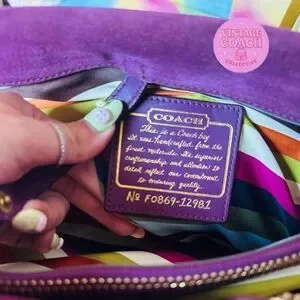 VINTAGE
COACH
COLLECTIVE
COACH
This is a Coach bag.
It was handcrafted from the
finest materials. The superior
craftsmanship and attention to
detail reflect our commitment
to enduring quality.
№ F0869-12981